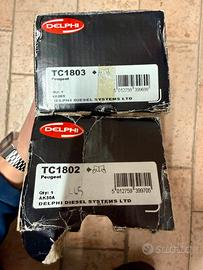 DELPHI
TC1803
Peugeot
Qty: 1
DELPHI DIESEL SYSTEMS LTD
DELPHI
TC1802
Peugeot
Qty: 1
AK30A
DELPHI DIESEL SYSTEMS LTD
subito